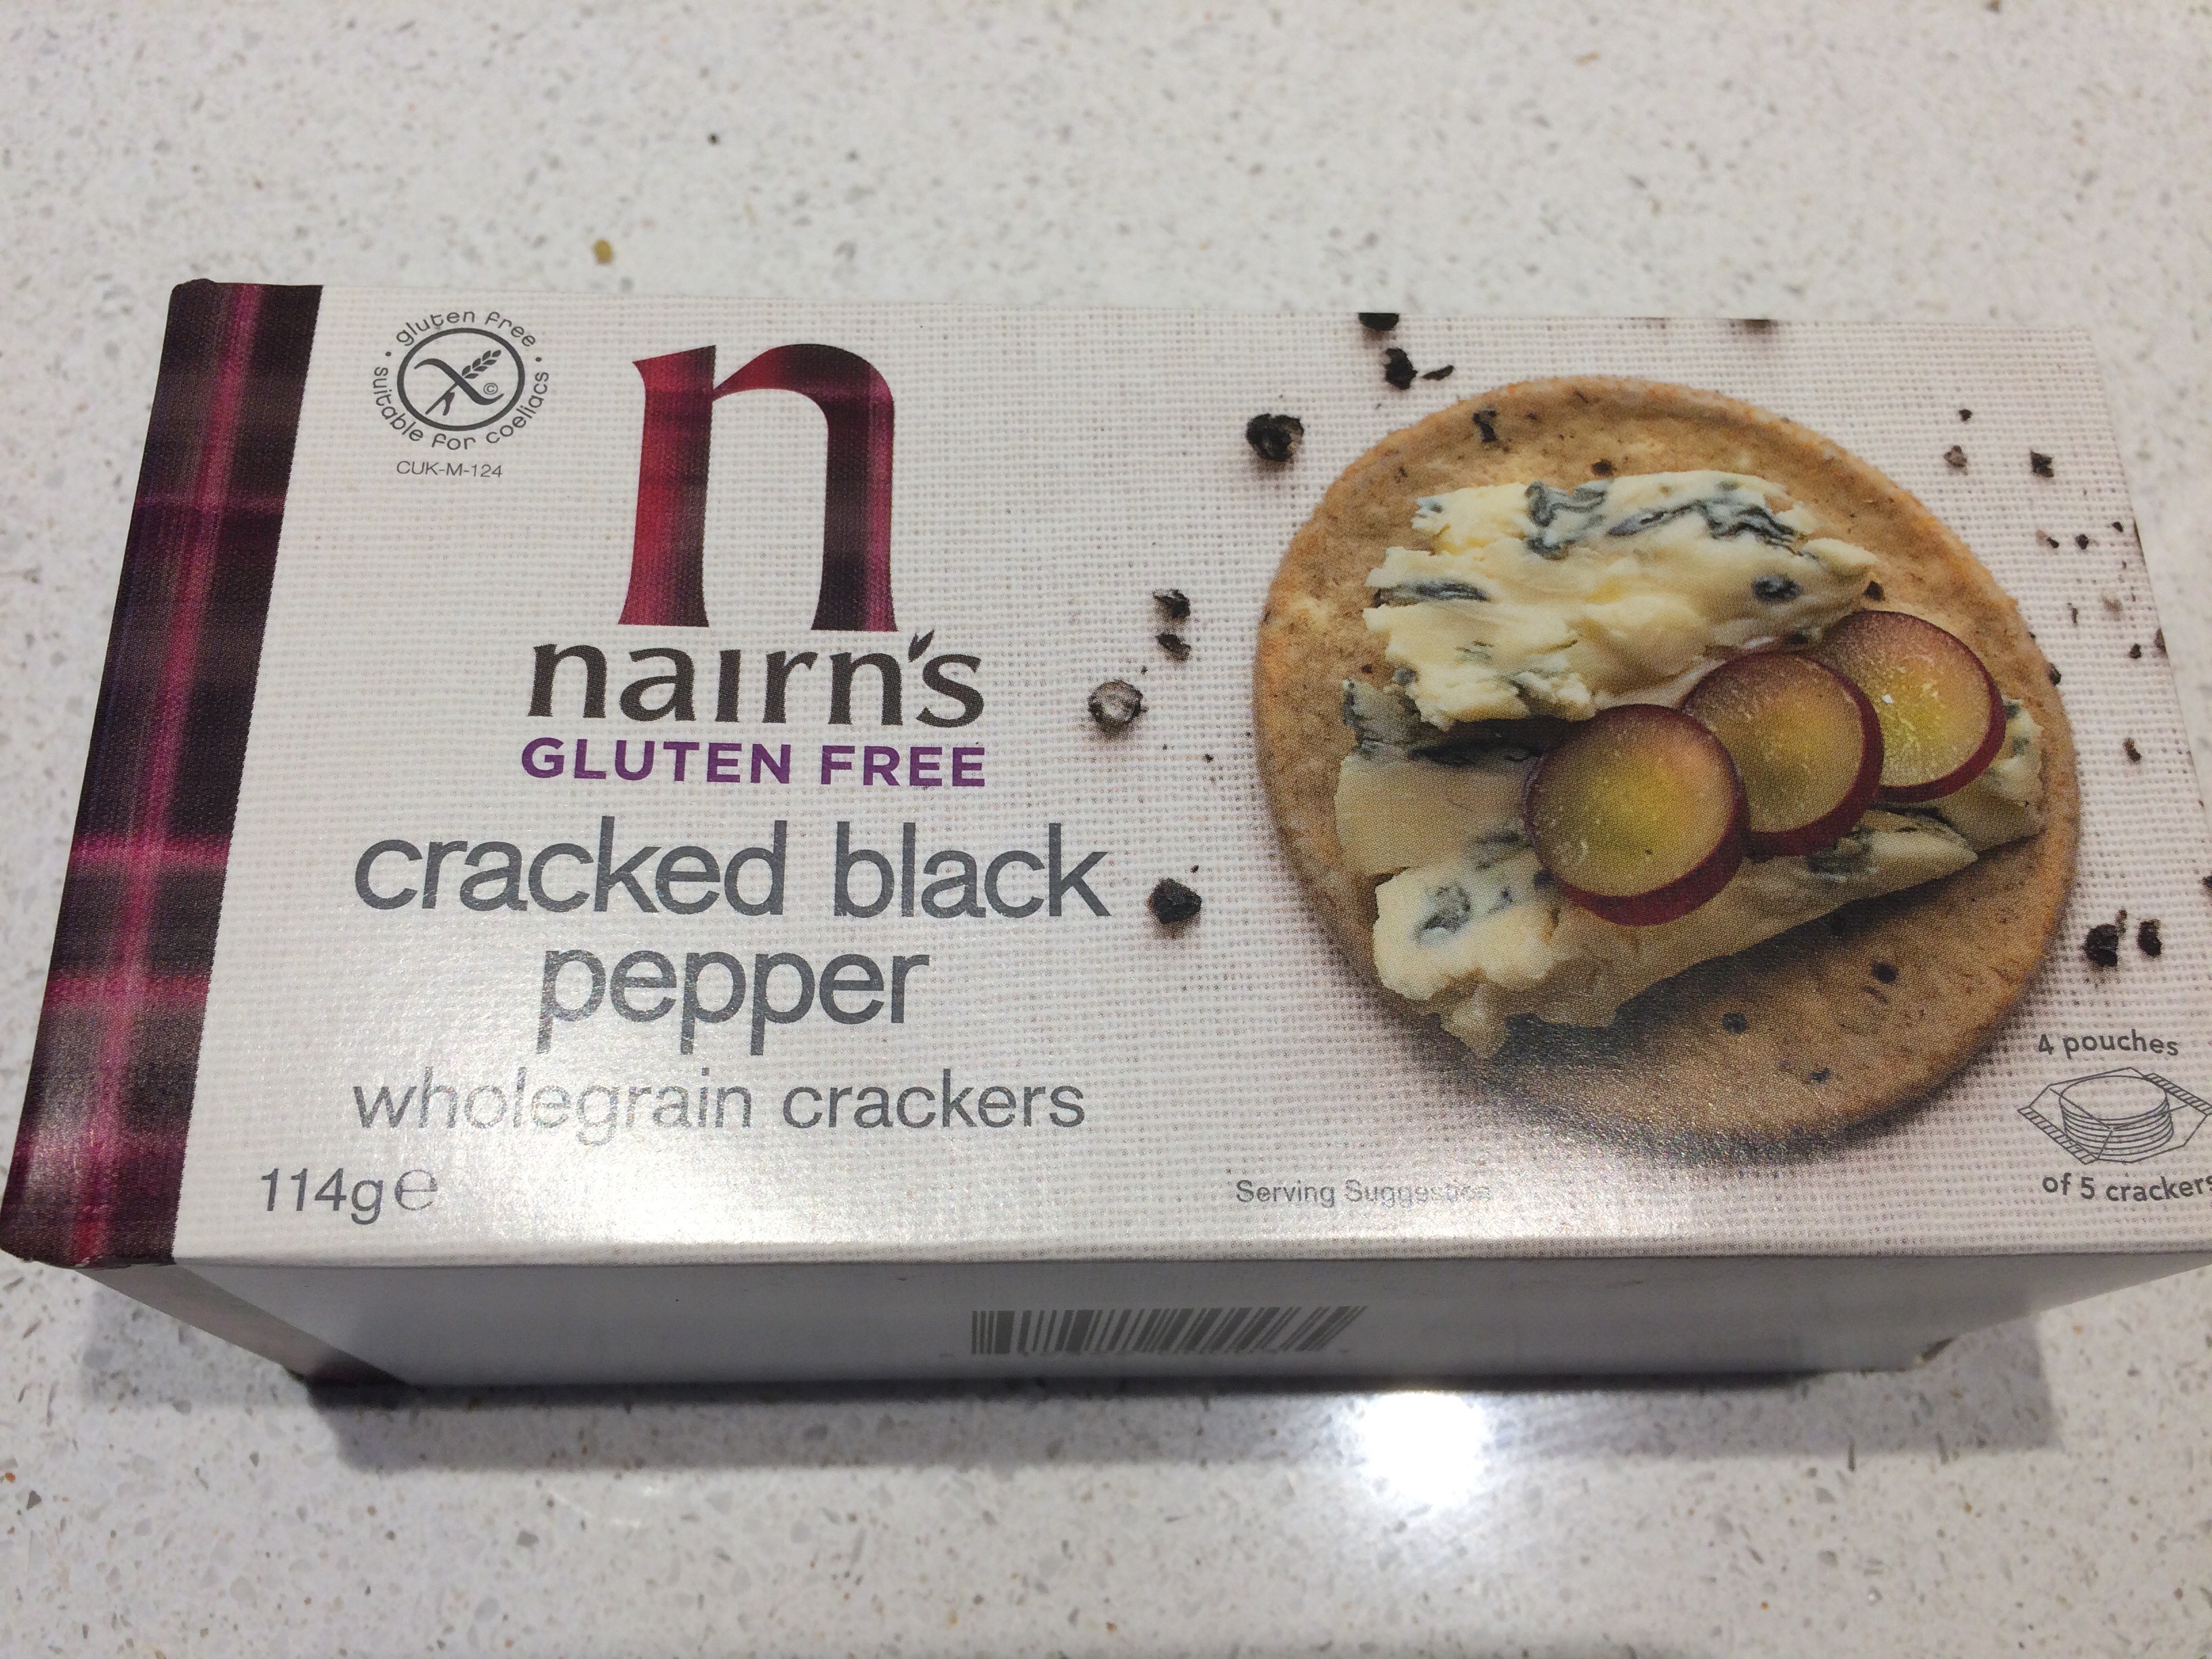 gluten free
suitable for coeliacs
CUK-M-124
n
nairn's
GLUTEN FREE
cracked black
pepper
wholegrain crackers
114g℮
Serving Suggestion
4 pouches
of 5 crackers